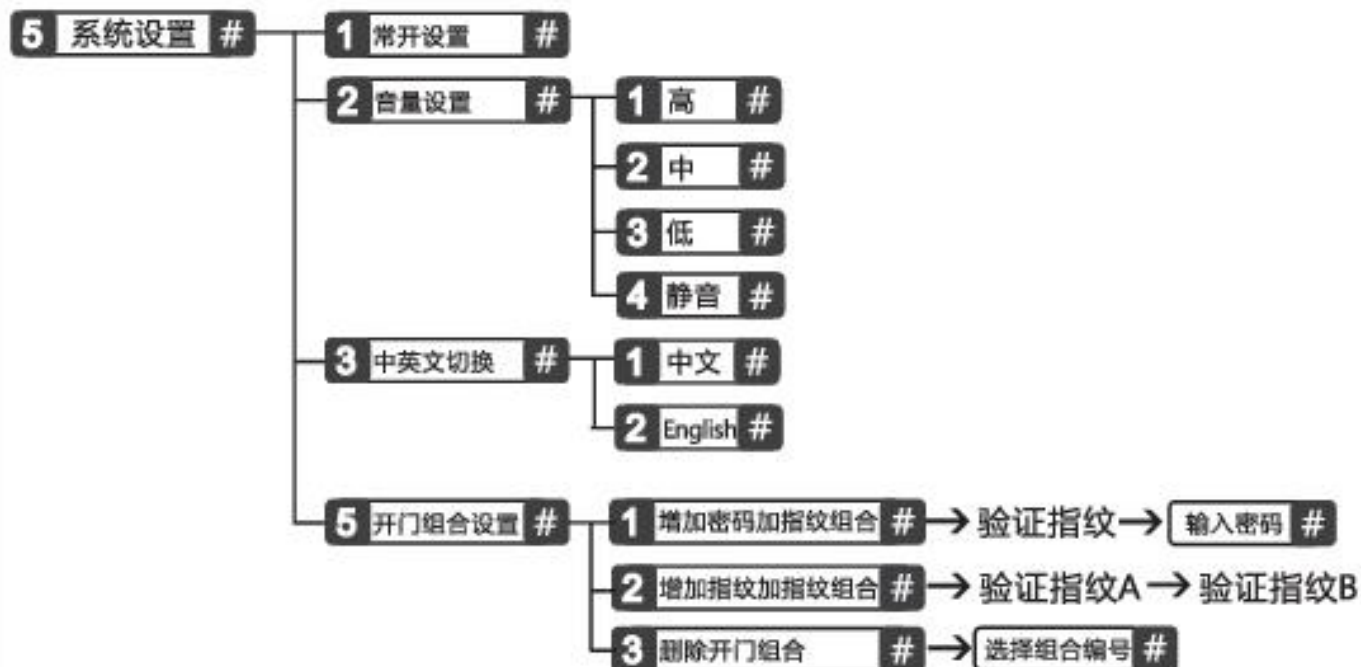 5 系统设置 # 1 常开设置 #
2 音量设置 # 1 高 #
2 中 #
3 低 #
4 静音 #
3 中英文切换 # 1 中文 #
2 English #
5 开门组合设置 # 1 增加密码加指纹组合 # → 验证指纹 → 输入密码 #
2 增加指纹加指纹组合 # → 验证指纹A → 验证指纹B
3 删除开门组合 # → 选择组合编号 #